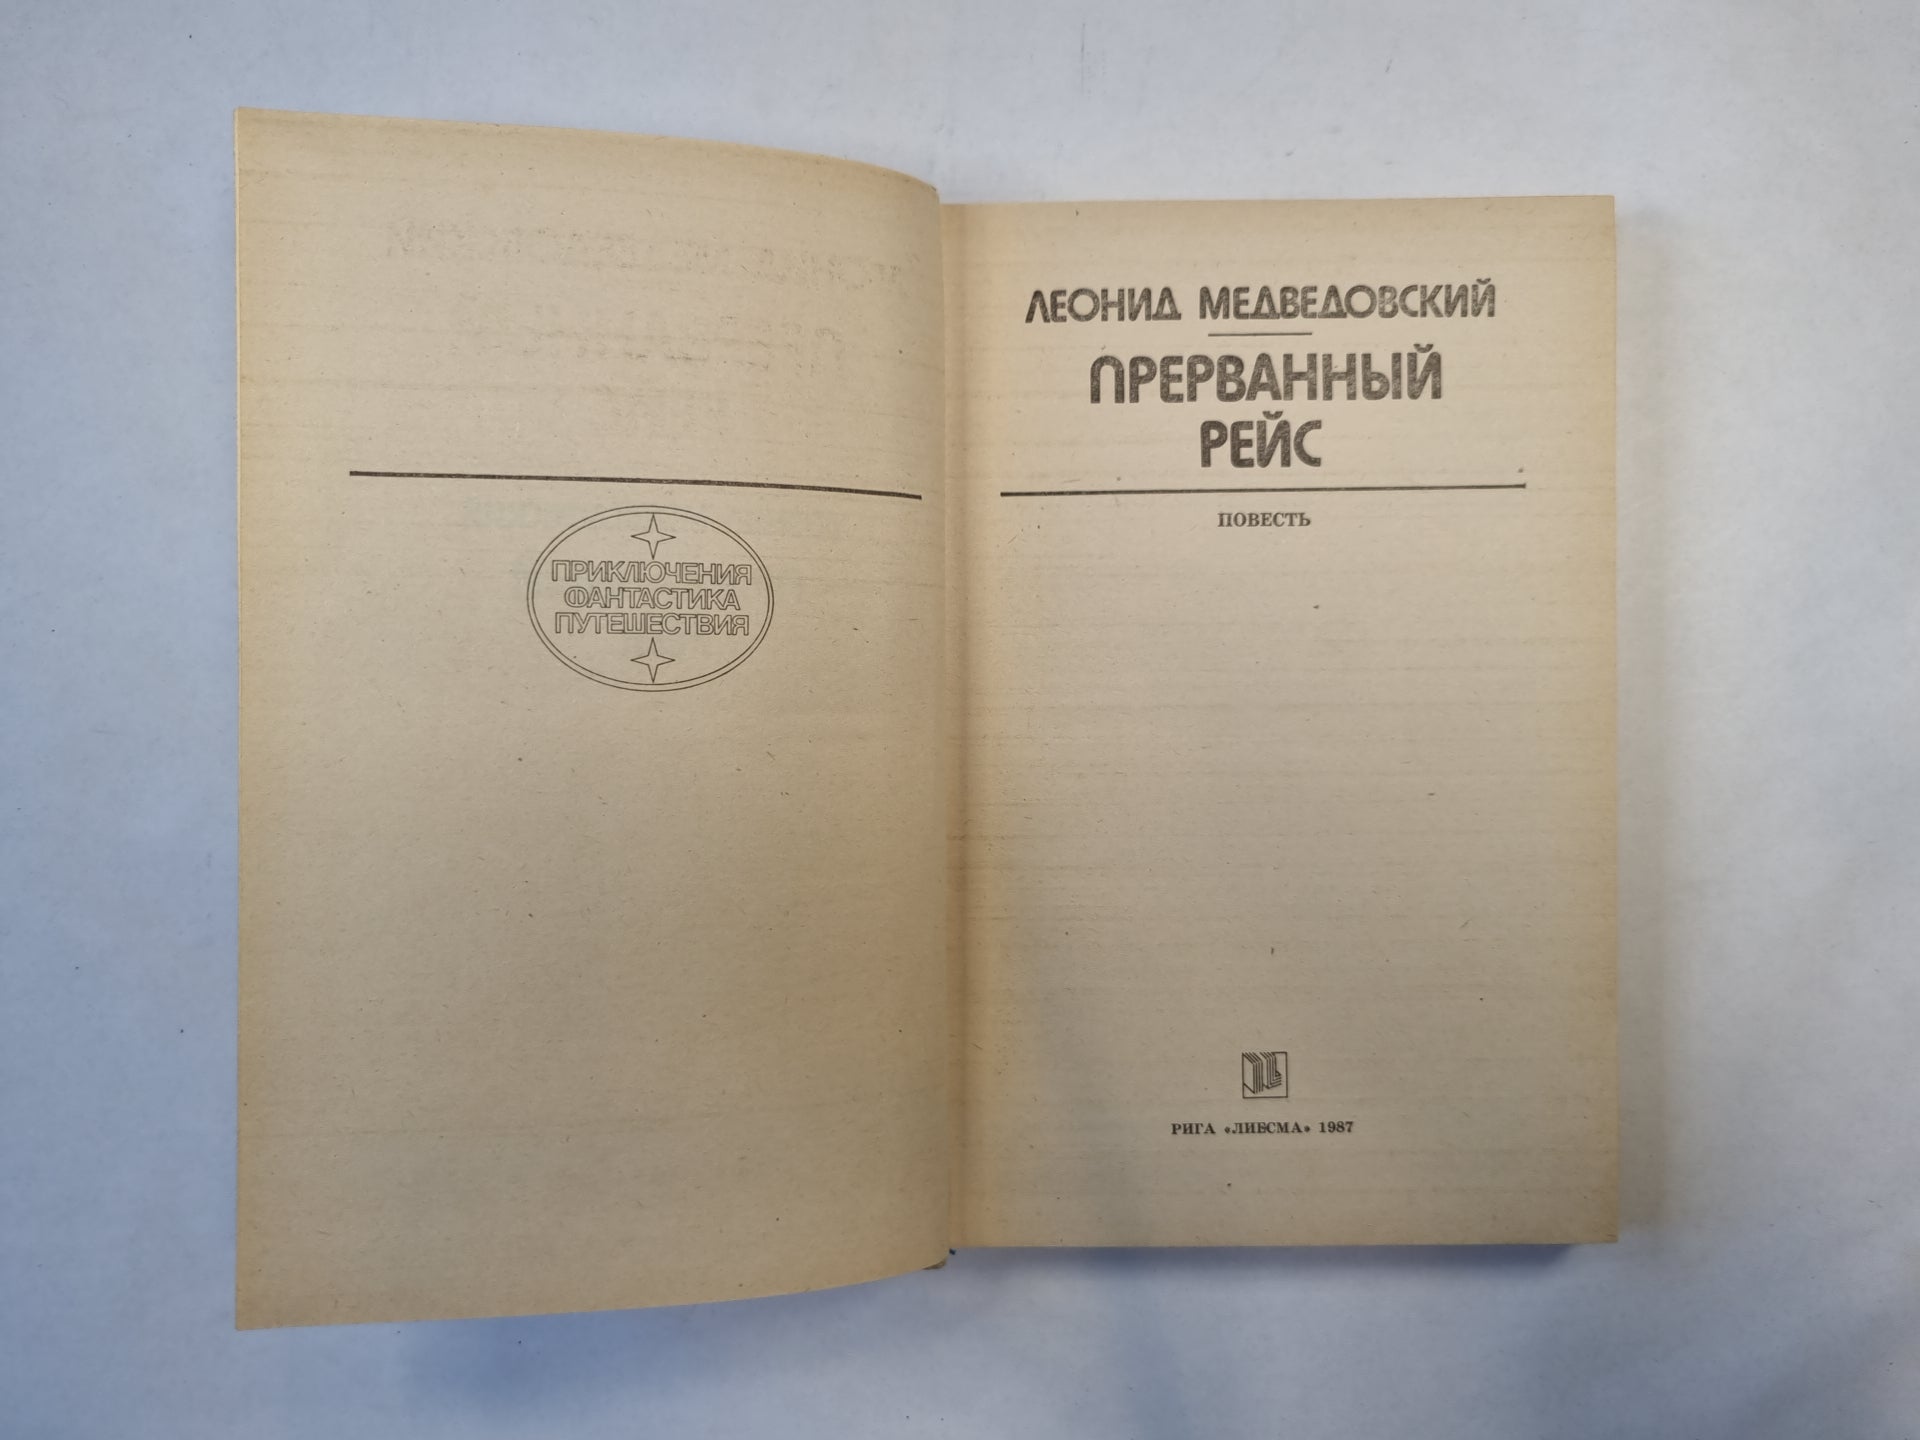 ПРИКЛЮЧЕНИЯ
ФАНТАСТИКА
ПУТЕШЕСТВИЯ
ЛЕОНИД МЕДВЕДОВСКИЙ
ПРЕРВАННЫЙ
РЕЙС
ПОВЕСТЬ
РИГА «ЛИЕСМА» 1987